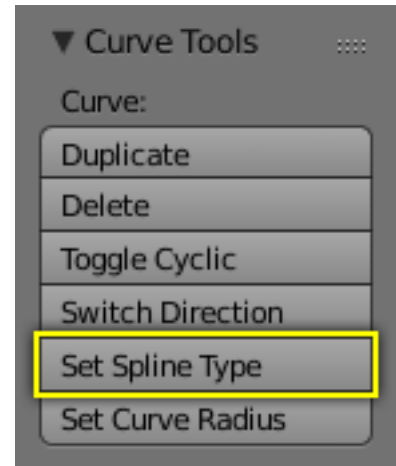 Curve Tools
Curve:
Duplicate
Delete
Toggle Cyclic
Switch Direction
Set Spline Type
Set Curve Radius